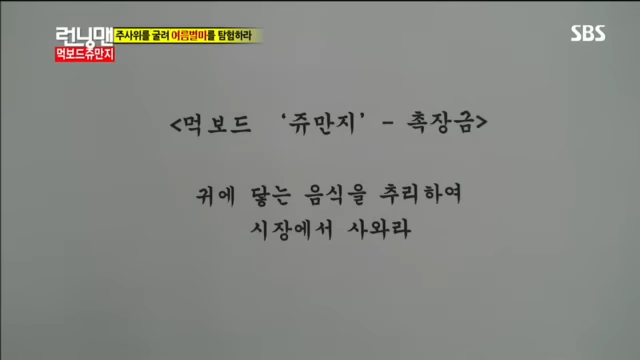 런닝맨
먹보드쥬만지
주사위를 굴려 여름별미를 탐험하라
SBS
<먹보드 '쥬만지' - 촉장금>
귀에 닿는 음식을 추리하여
시장에서 사와라